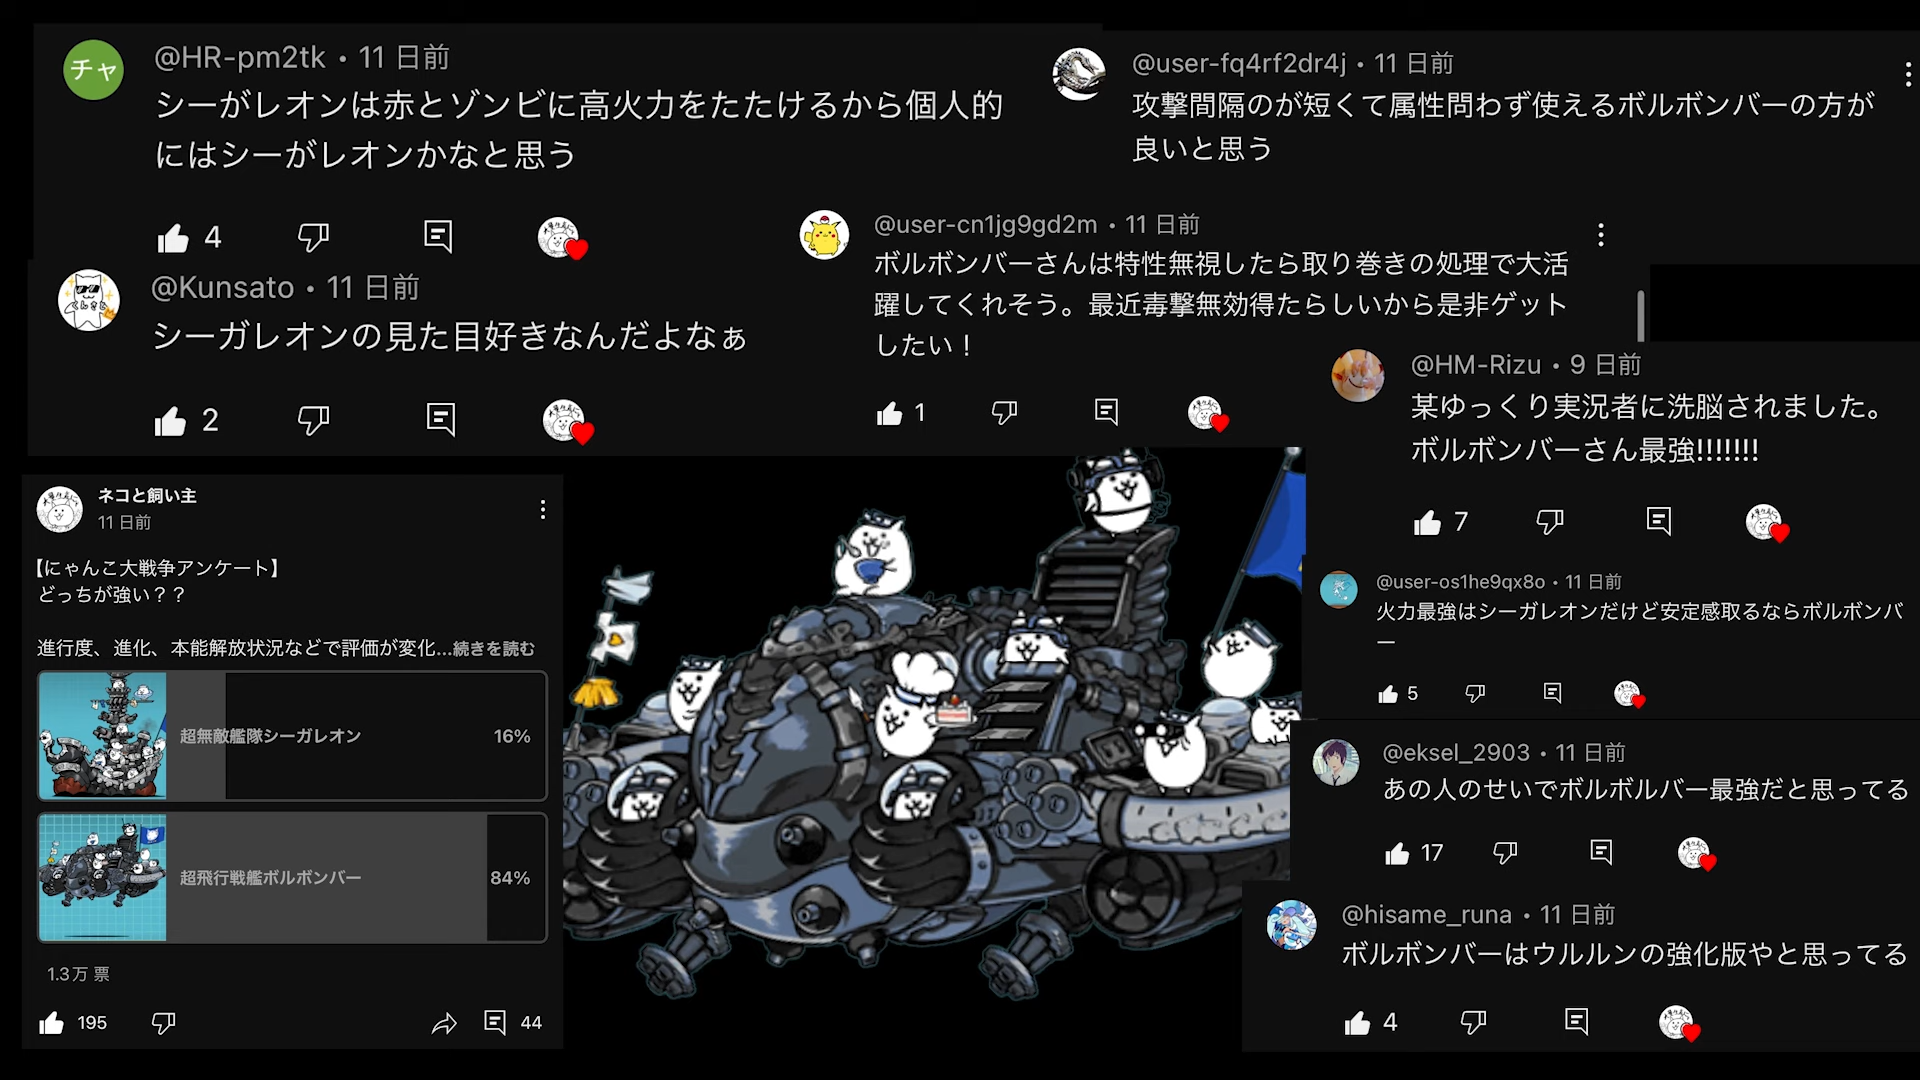 チャ
@HR-pm2tk・11 日前
シーがレオンは赤とゾンビに高火力をたたけるから個人的
にはシーがレオンかなと思う
4
@Kunsato・11 日前
シーガレオンの見た目好きなんだよなぁ
2
@user-fq4rf2dr4j・11 日前
攻撃間隔のが短くて属性問わず使えるボルボンバーの方が
良いと思う
@user-cn1jg9gd2m・11 日前
ボルボンバーさんは特性無視したら取り巻きの処理で大活
躍してくれそう。最近毒撃無効得たらしいから是非ゲット
したい！
1
@HM-Rizu・9 日前
某ゆっくり実況者に洗脳されました。
ボルボンバーさん最強!!!!!!!
7
@user-os1he9qx8o・11 日前
火力最強はシーガレオンだけど安定感取るならボルボンバ
ー
5
@eksel_2903・11 日前
あの人のせいでボルボルバー最強だと思ってる
17
@hisame_runa・11 日前
ボルボンバーはウルルンの強化版やと思ってる
4
ネコと飼い主
11 日前
【にゃんこ大戦争アンケート】
どっちが強い？？
進行度、進化、本能解放状況などで評価が変化...続きを読む
超無敵艦隊シーガレオン 16%
超飛行戦艦ボルボンバー 84%
1.3万 票
195 44